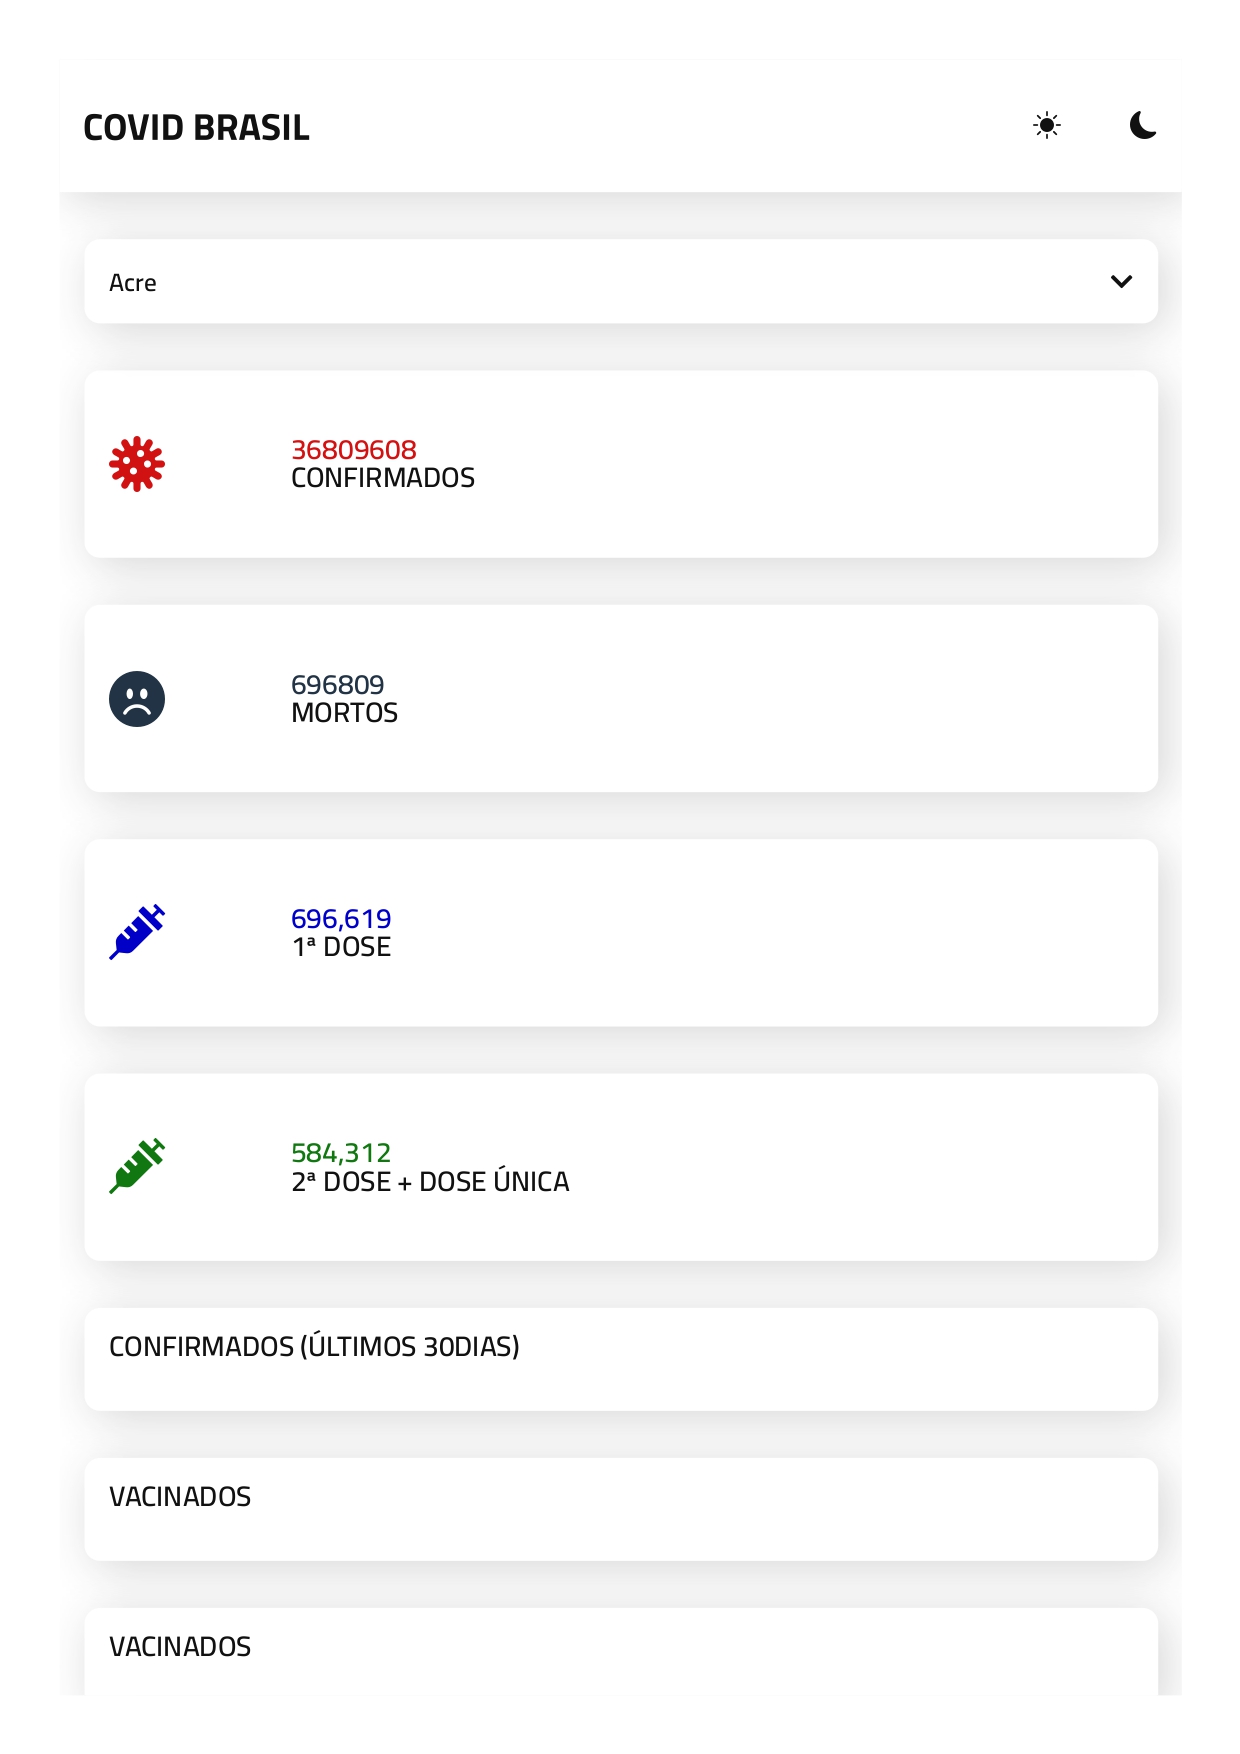 COVID BRASIL
Acre
36809608
CONFIRMADOS
696809
MORTOS
696,619
1ª DOSE
584,312
2ª DOSE + DOSE ÚNICA
CONFIRMADOS (ÚLTIMOS 30DIAS)
VACINADOS
VACINADOS